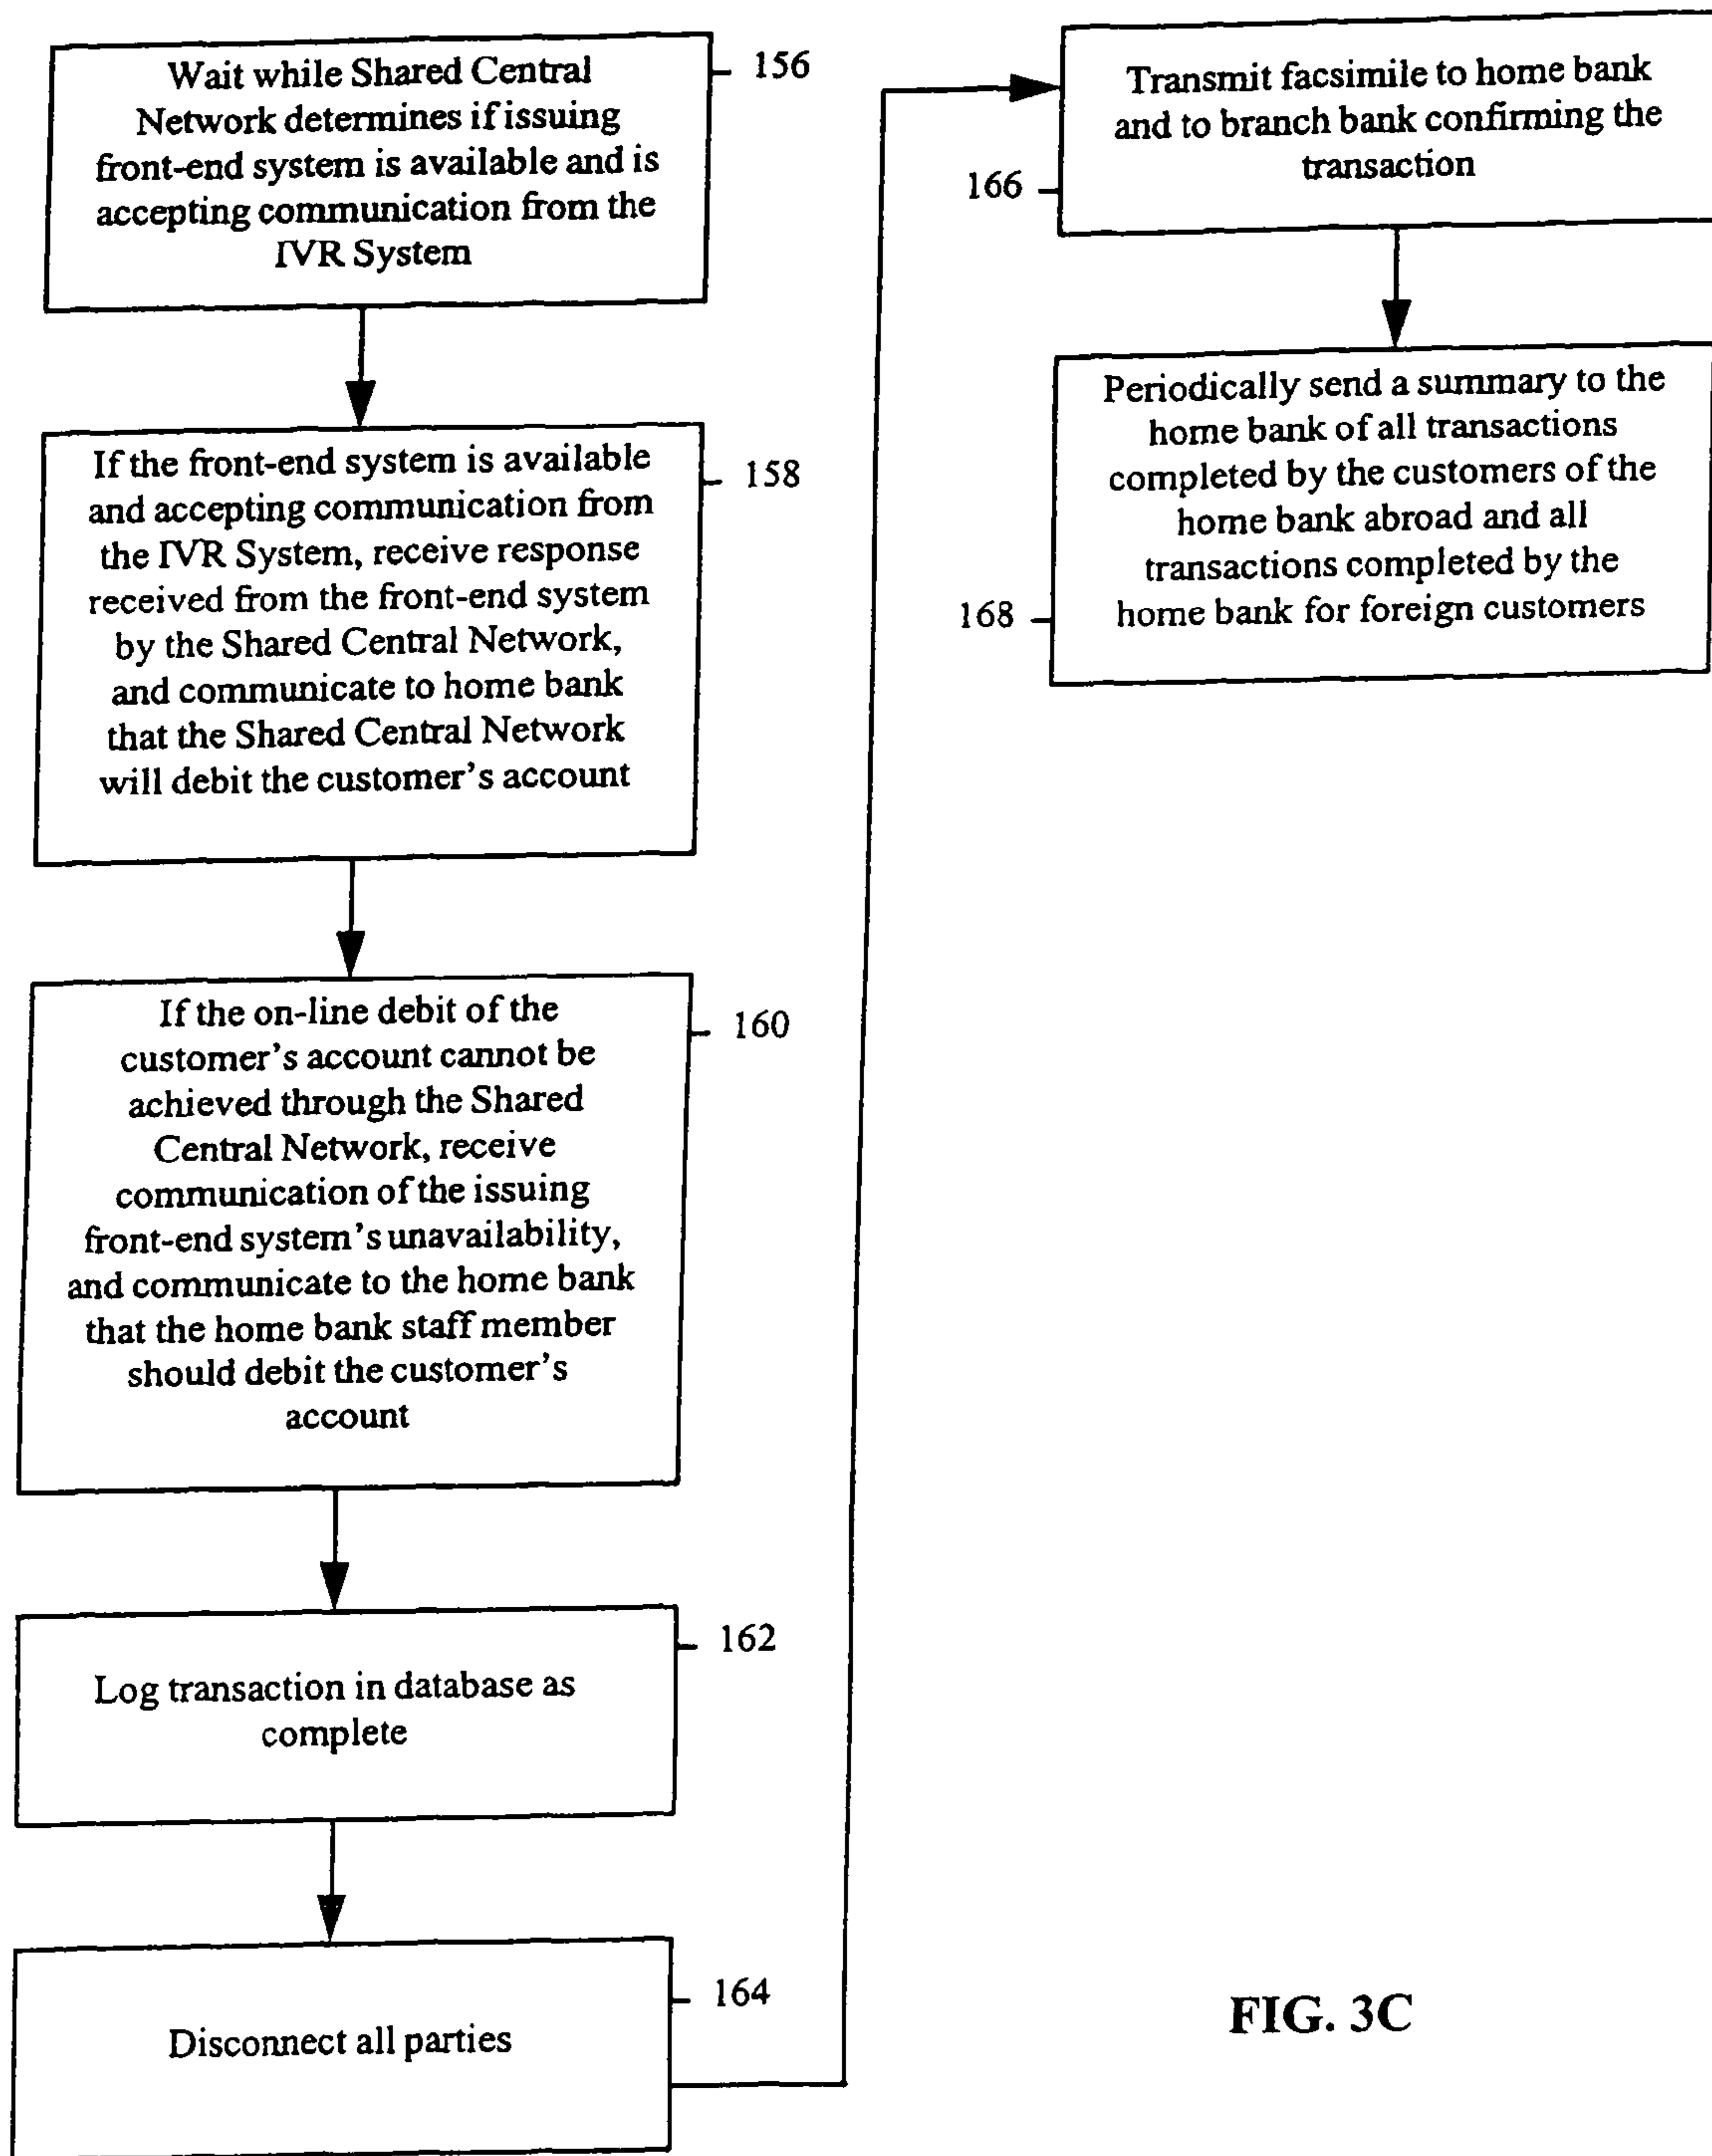 Wait while Shared Central
Network determines if issuing
front-end system is available and is
accepting communication from the
IVR System
156
If the front-end system is available
and accepting communication from
the IVR System, receive response
received from the front-end system
by the Shared Central Network,
and communicate to home bank
that the Shared Central Network
will debit the customer's account
158
If the on-line debit of the
customer's account cannot be
achieved through the Shared
Central Network, receive
communication of the issuing
front-end system's unavailability,
and communicate to the home bank
that the home bank staff member
should debit the customer's
account
160
Log transaction in database as
complete
162
Disconnect all parties
164
Transmit facsimile to home bank
and to branch bank confirming the
transaction
166
Periodically send a summary to the
home bank of all transactions
completed by the customers of the
home bank abroad and all
transactions completed by the
home bank for foreign customers
168
FIG. 3C